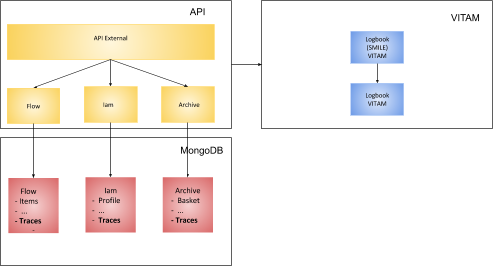 API
API External
Flow
Iam
Archive
VITAM
Logbook
(SMILE)
VITAM
Logbook
VITAM
MongoDB
Flow
- Items
- ...
- Traces
-
Iam
- Profile
- ...
- Traces
Archive
- Basket
- ...
- Traces